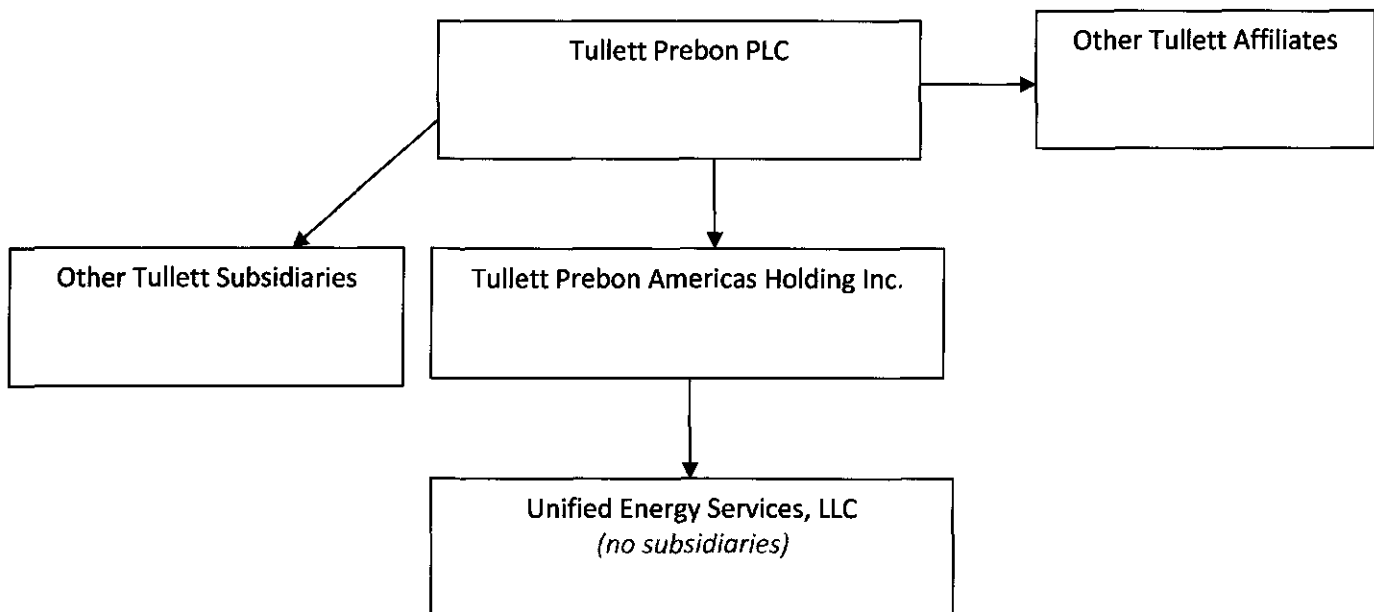 Tullett Prebon PLC
Other Tullett Affiliates
Other Tullett Subsidiaries
Tullett Prebon Americas Holding Inc.
Unified Energy Services, LLC
(no subsidiaries)